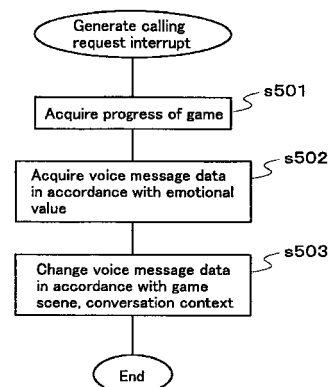 Generate calling
request interrupt
s501
Acquire progress of game
s502
Acquire voice message data
in accordance with emotional
value
s503
Change voice message data
in accordance with game
scene, conversation context
End